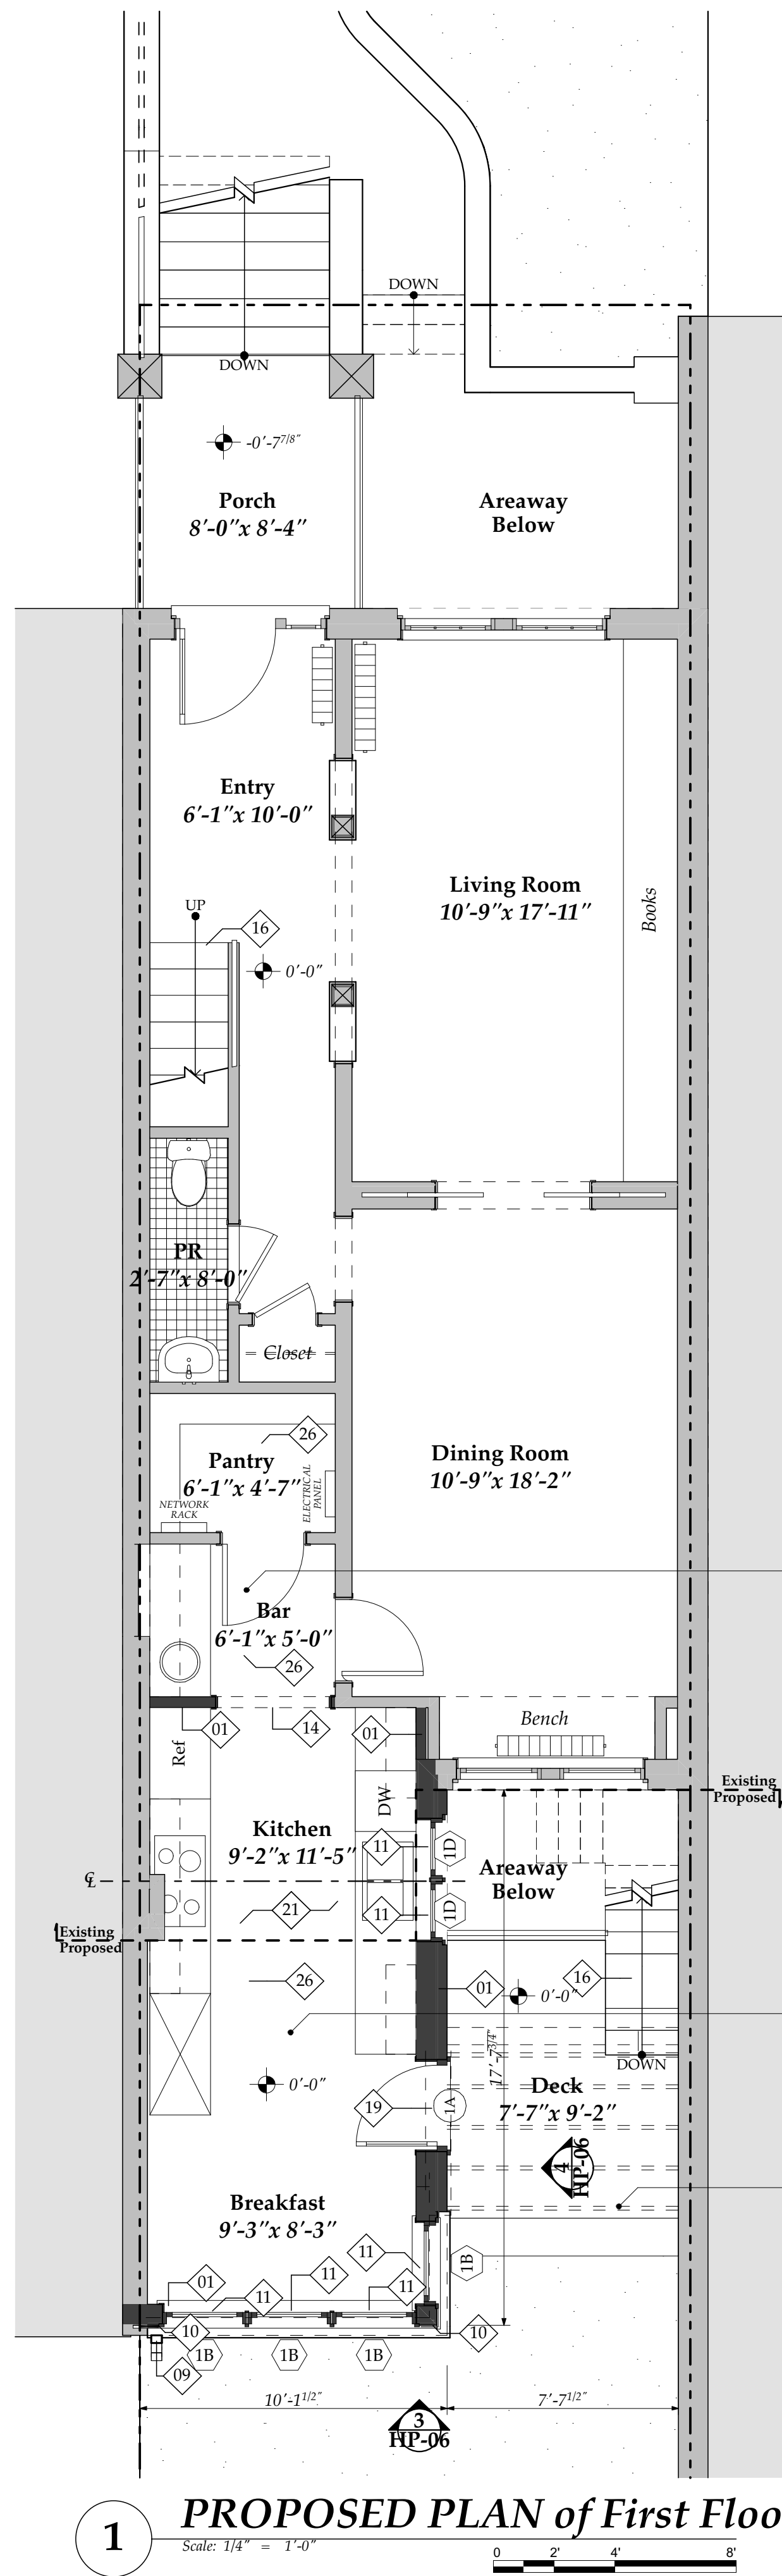 DOWN
DOWN
-0'-7 7/8"
Porch
8'-0"x 8'-4"
Areaway
Below
Entry
6'-1"x 10'-0"
Living Room
10'-9"x 17'-11"
Books
UP
16
0'-0"
PR
2'-7"x 8'-0"
Closet
26
Pantry
6'-1"x 4'-7"
ELECTRICAL
PANEL
NETWORK
RACK
Dining Room
10'-9"x 18'-2"
Bar
6'-1"x 5'-0"
26
01
14
01
Bench
Ref
DW
Existing
Proposed
Kitchen
9'-2"x 11'-5"
11
1D
Areaway
Below
℄
21
11
1D
Existing
Proposed
26
01
0'-0"
16
17'-7 3/4"
DOWN
0'-0"
19
1A
Deck
7'-7"x 9'-2"
4
HP-06
Breakfast
9'-3"x 8'-3"
11
1B
01
11
11
11
10
10
1B
1B
1B
09
10'-1 1/2"
7'-7 1/2"
3
HP-06
1
PROPOSED PLAN of First Floo
Scale: 1/4" = 1'-0"
0 2' 4' 8'